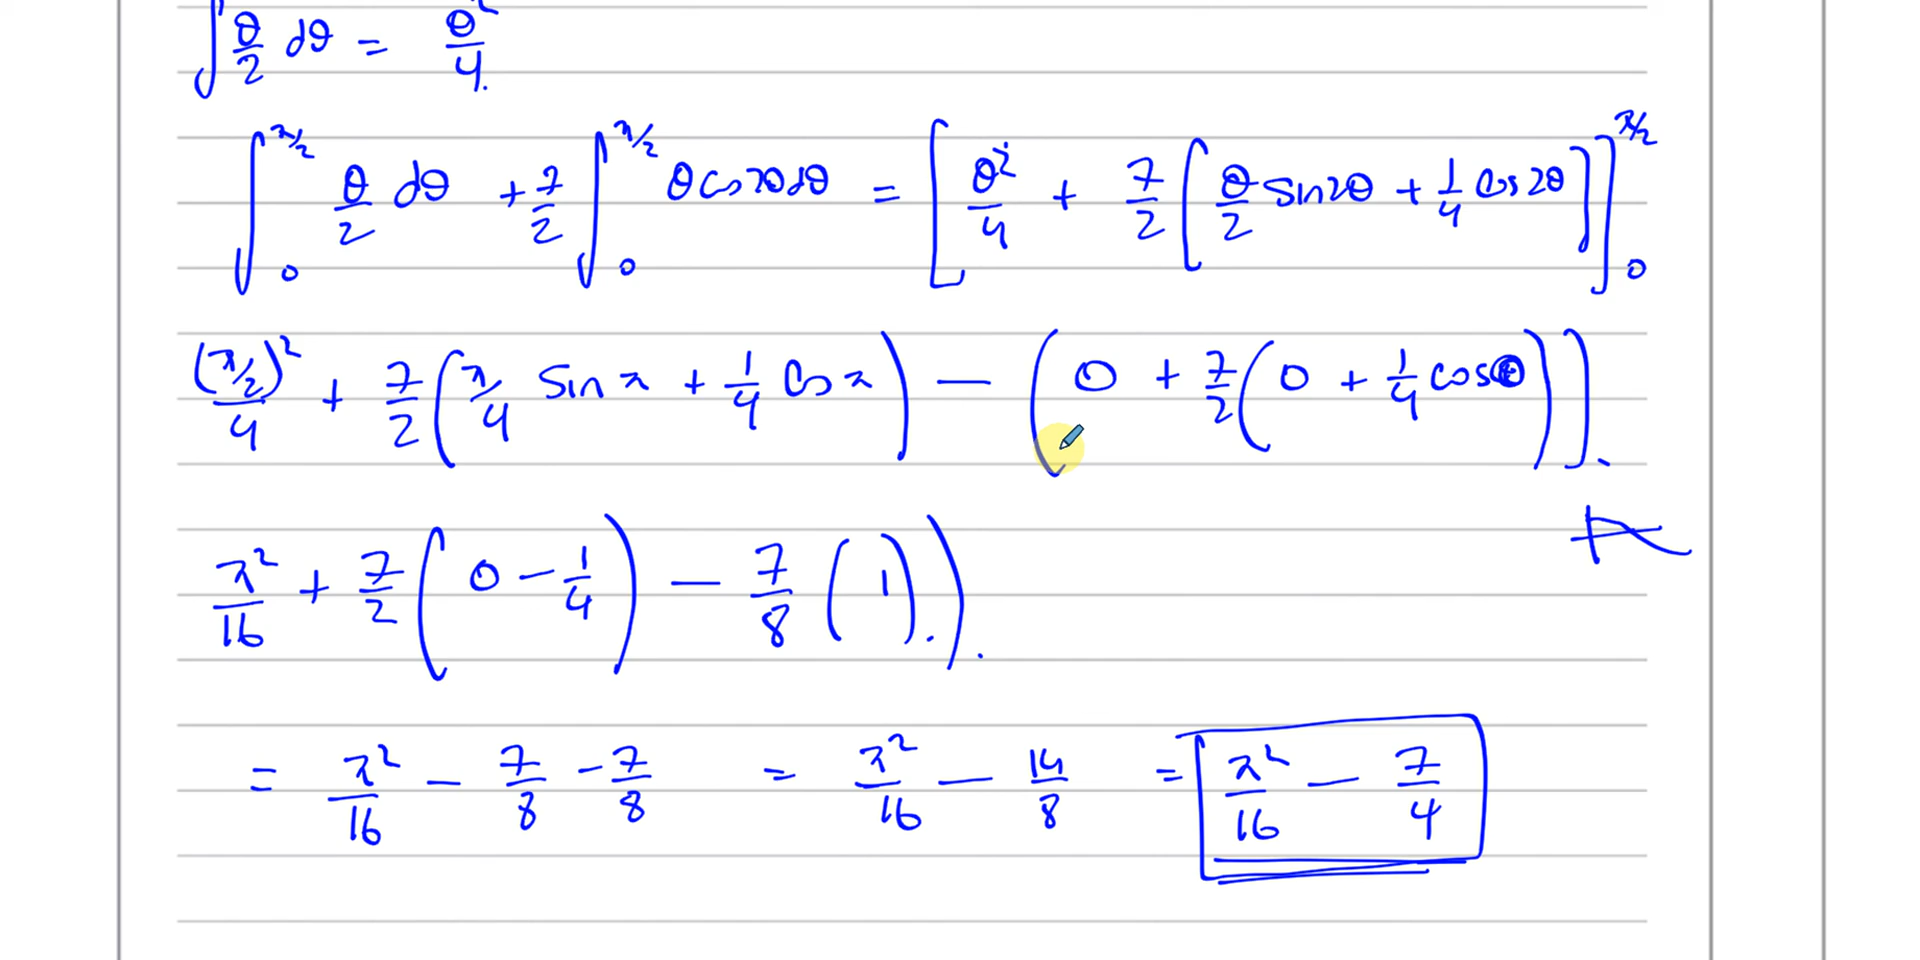 ∫ θ/2 dθ = θ²/4.
∫₀^{π/2} θ/2 dθ + 7/2 ∫₀^{π/2} θ cos2θ dθ = [θ²/4 + 7/2 [θ/2 sin2θ + 1/4 cos2θ]]₀^{π/2}
(π/2)²/4 + 7/2 (π/4 sin π + 1/4 cos π) − (0 + 7/2 (0 + 1/4 cos0))].
π²/16 + 7/2 (0 − 1/4) − 7/8 (1).).
= π²/16 − 7/8 − 7/8 = π²/16 − 14/8 = π²/16 − 7/4